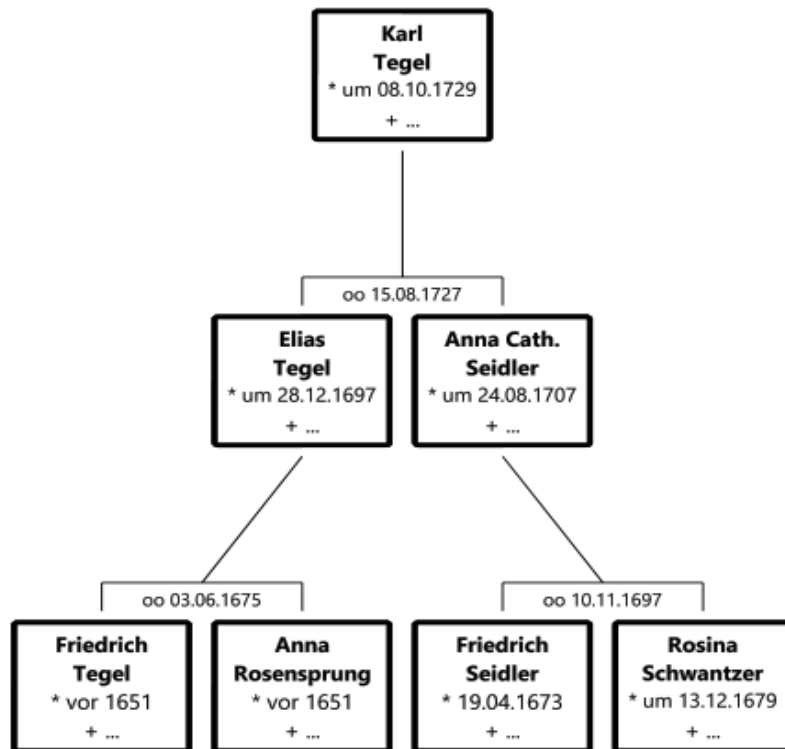 Karl
Tegel
* um 08.10.1729
+ ...
oo 15.08.1727
Elias
Tegel
* um 28.12.1697
+ ...
Anna Cath.
Seidler
* um 24.08.1707
+ ...
oo 03.06.1675
oo 10.11.1697
Friedrich
Tegel
* vor 1651
+ ...
Anna
Rosensprung
* vor 1651
+ ...
Friedrich
Seidler
* 19.04.1673
+ ...
Rosina
Schwantzer
* um 13.12.1679
+ ...